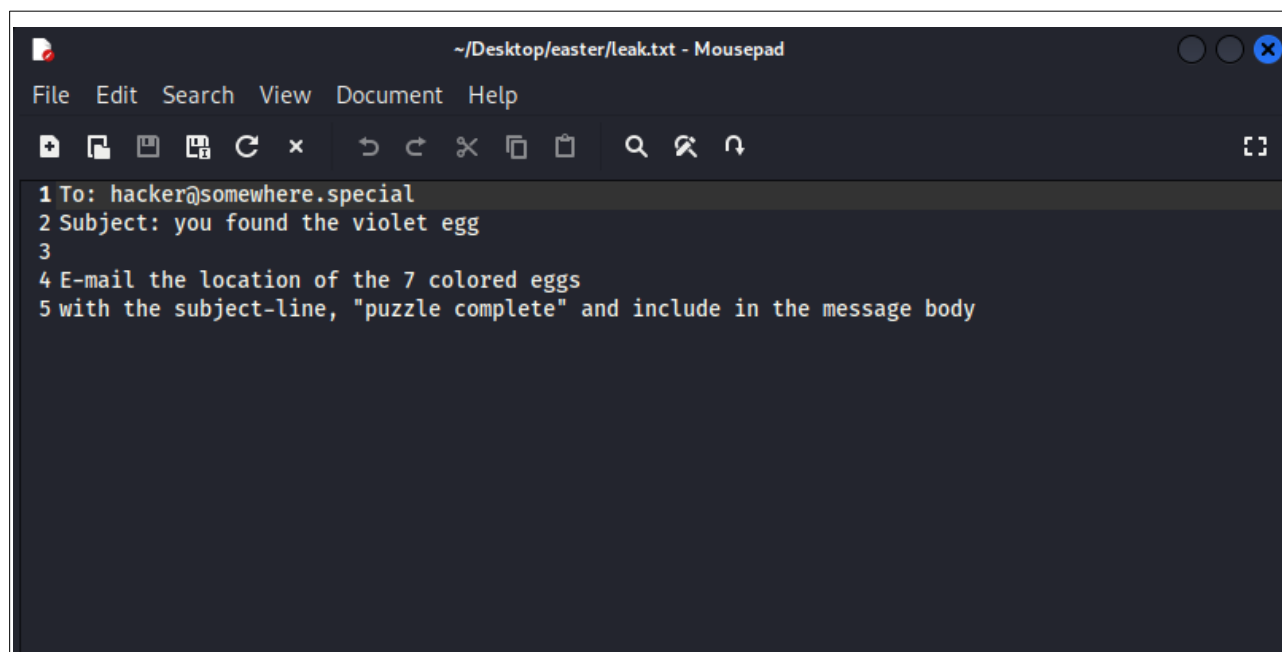 ~/Desktop/easter/leak.txt - Mousepad
File Edit Search View Document Help
1 To: hacker@somewhere.special
2 Subject: you found the violet egg
3
4 E-mail the location of the 7 colored eggs
5 with the subject-line, "puzzle complete" and include in the message body